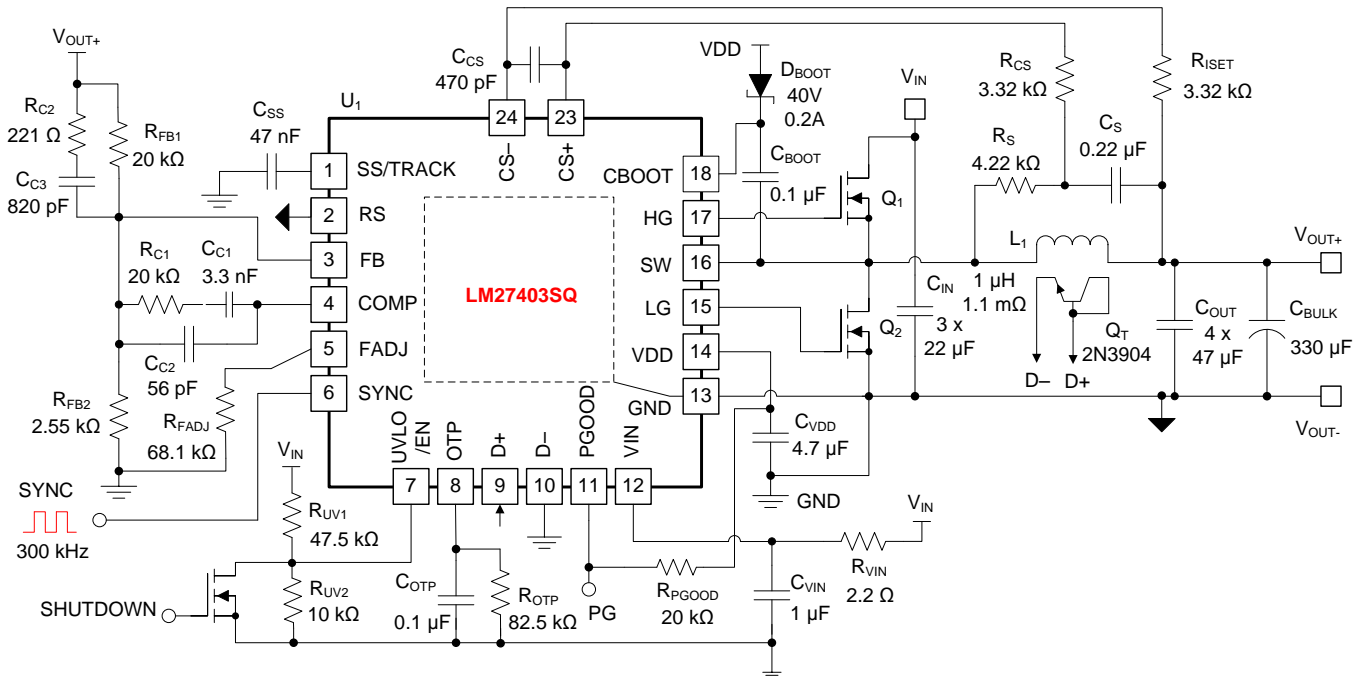 VOUT+
RC2
221 Ω
CC3
820 pF
RFB1
20 kΩ
CSS
47 nF
U1
CCS
470 pF
VDD
DBOOT
40V
0.2A
VIN
RCS
3.32 kΩ
RISET
3.32 kΩ
RS
4.22 kΩ
CS
0.22 µF
CBOOT
0.1 µF
24
23
CS–
CS+
1
SS/TRACK
2
RS
3
FB
4
COMP
5
FADJ
6
SYNC
LM27403SQ
CBOOT
18
HG
17
SW
16
LG
15
VDD
14
GND
13
Q1
Q2
CIN
3 x
22 µF
L1
1 µH
1.1 mΩ
QT
2N3904
D–
D+
COUT
4 x
47 µF
CBULK
330 µF
VOUT+
VOUT-
RC1
20 kΩ
CC1
3.3 nF
CC2
56 pF
RFB2
2.55 kΩ
RFADJ
68.1 kΩ
UVLO
/EN
OTP
D+
D–
PGOOD
VIN
7
8
9
10
11
12
CVDD
4.7 µF
GND
SYNC
300 kHz
VIN
RUV1
47.5 kΩ
RUV2
10 kΩ
SHUTDOWN
COTP
0.1 µF
ROTP
82.5 kΩ
PG
RPGOOD
20 kΩ
CVIN
1 µF
RVIN
2.2 Ω
VIN